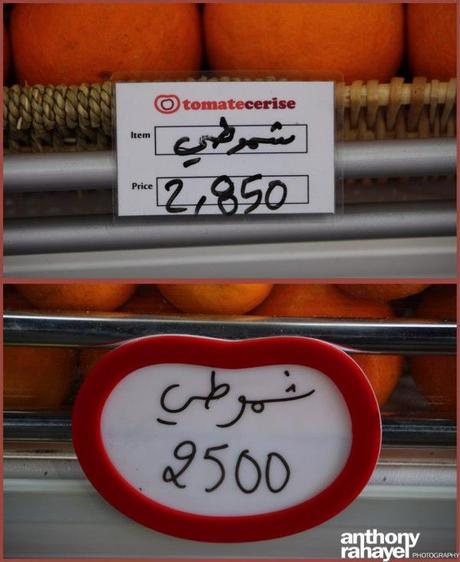 tomatecerise
Item شموطي
Price 2,850
شموطي
2500
anthony
rahayel PHOTOGRAPHY